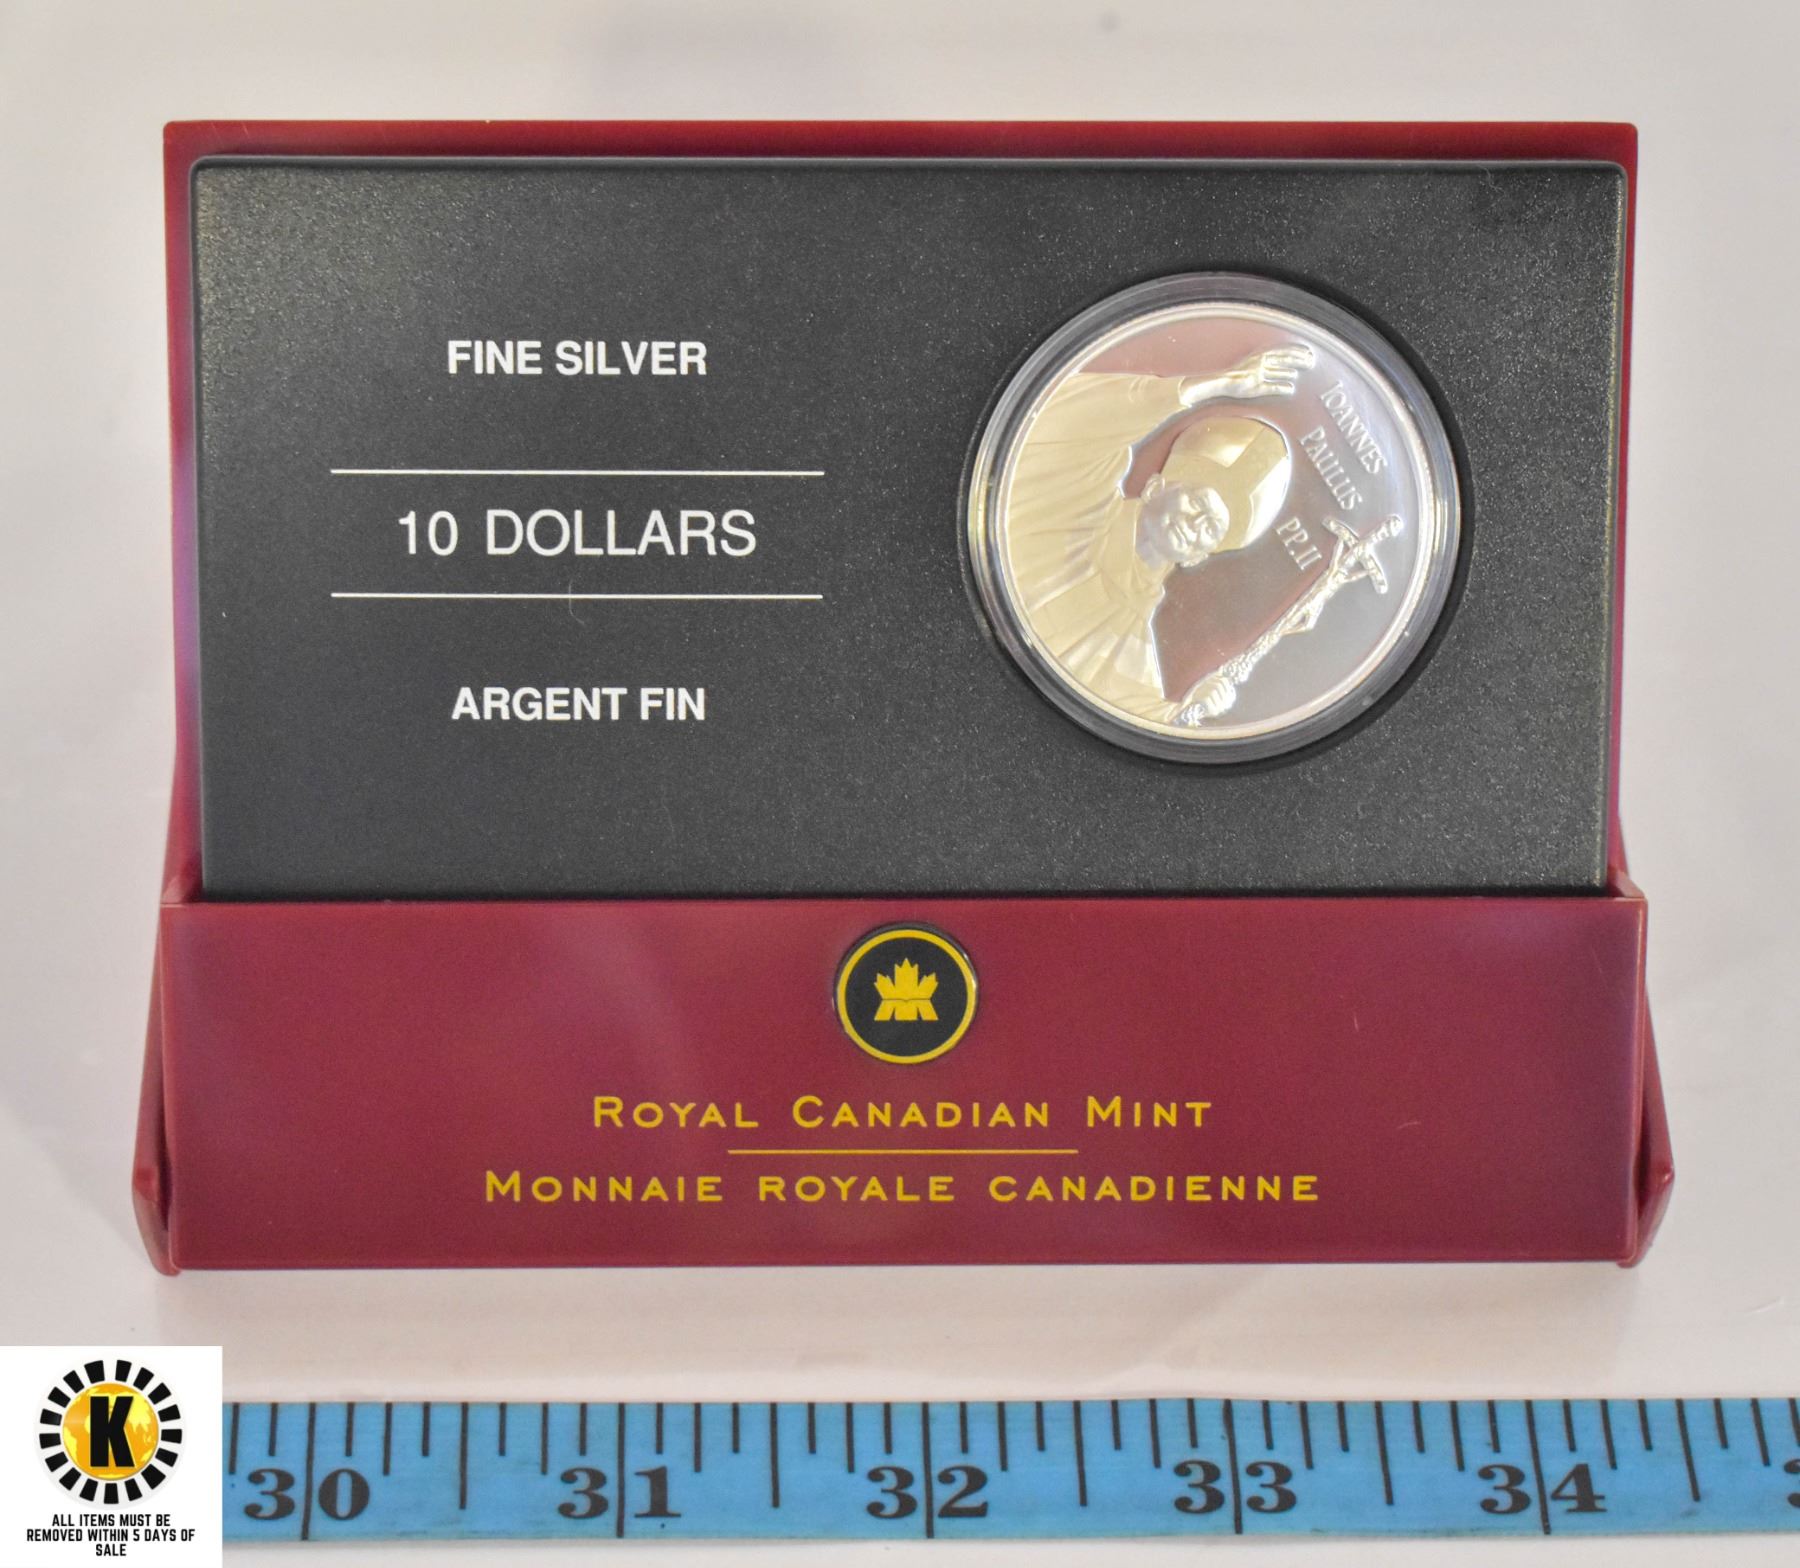 FINE SILVER
10 DOLLARS
ARGENT FIN
IOANNES
PAULUS
PP.II
ROYAL CANADIAN MINT
MONNAIE ROYALE CANADIENNE
K
ALL ITEMS MUST BE
REMOVED WITHIN 5 DAYS OF
SALE
30 31 32 33 34